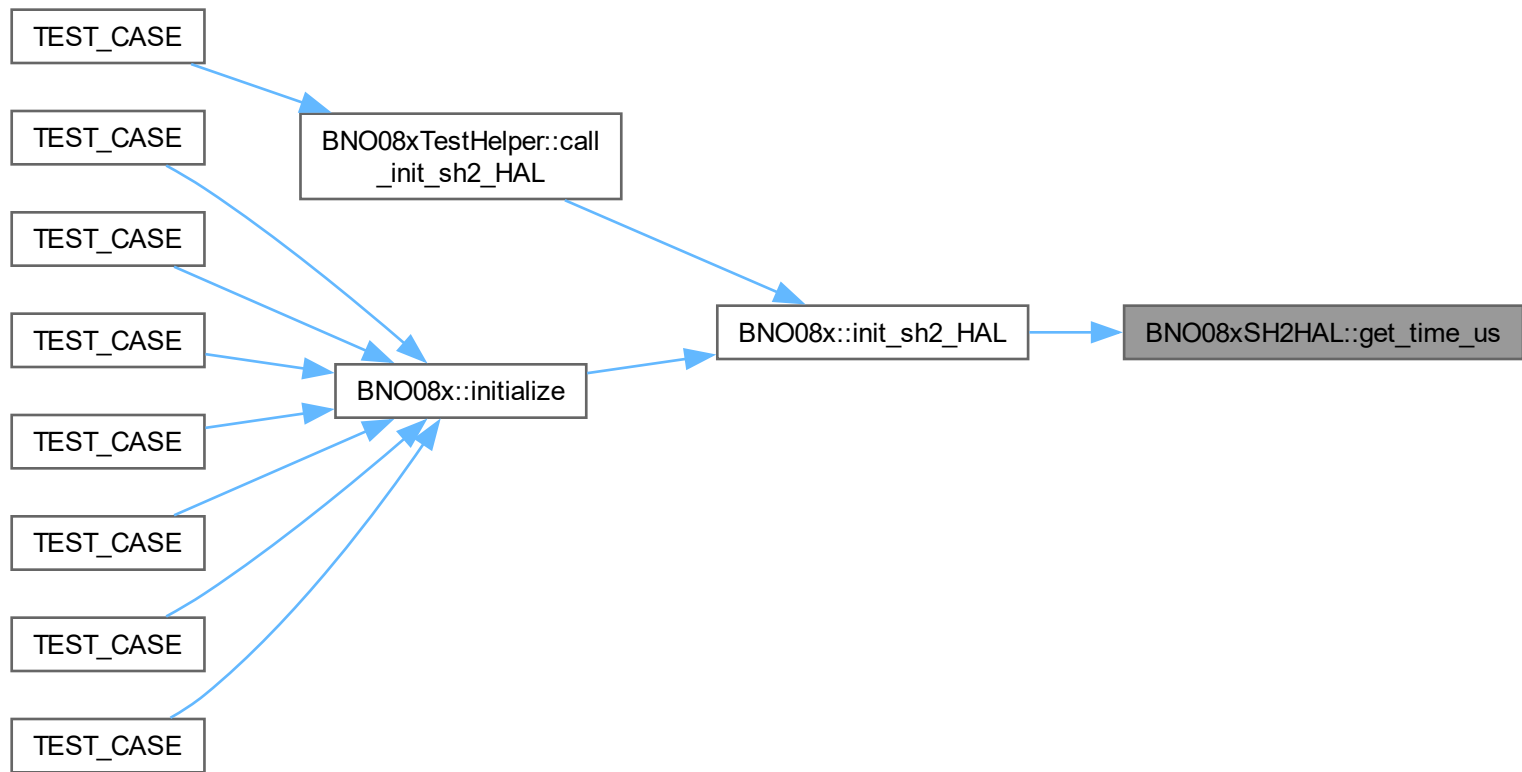 TEST_CASE
TEST_CASE
TEST_CASE
TEST_CASE
TEST_CASE
TEST_CASE
TEST_CASE
TEST_CASE
BNO08xTestHelper::call
_init_sh2_HAL
BNO08x::initialize
BNO08x::init_sh2_HAL
BNO08xSH2HAL::get_time_us